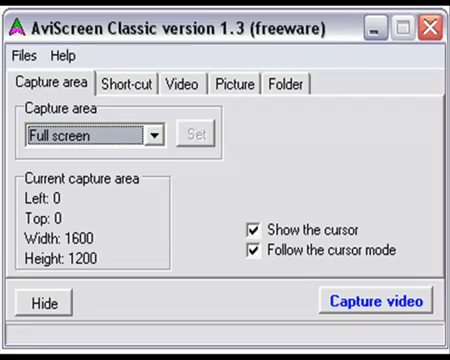 AviScreen Classic version 1.3 (freeware)
Files Help
Capture area Short-cut Video Picture Folder
Capture area
Full screen Set
Current capture area
Left: 0
Top: 0
Width: 1600
Height: 1200
Show the cursor
Follow the cursor mode
Hide Capture video